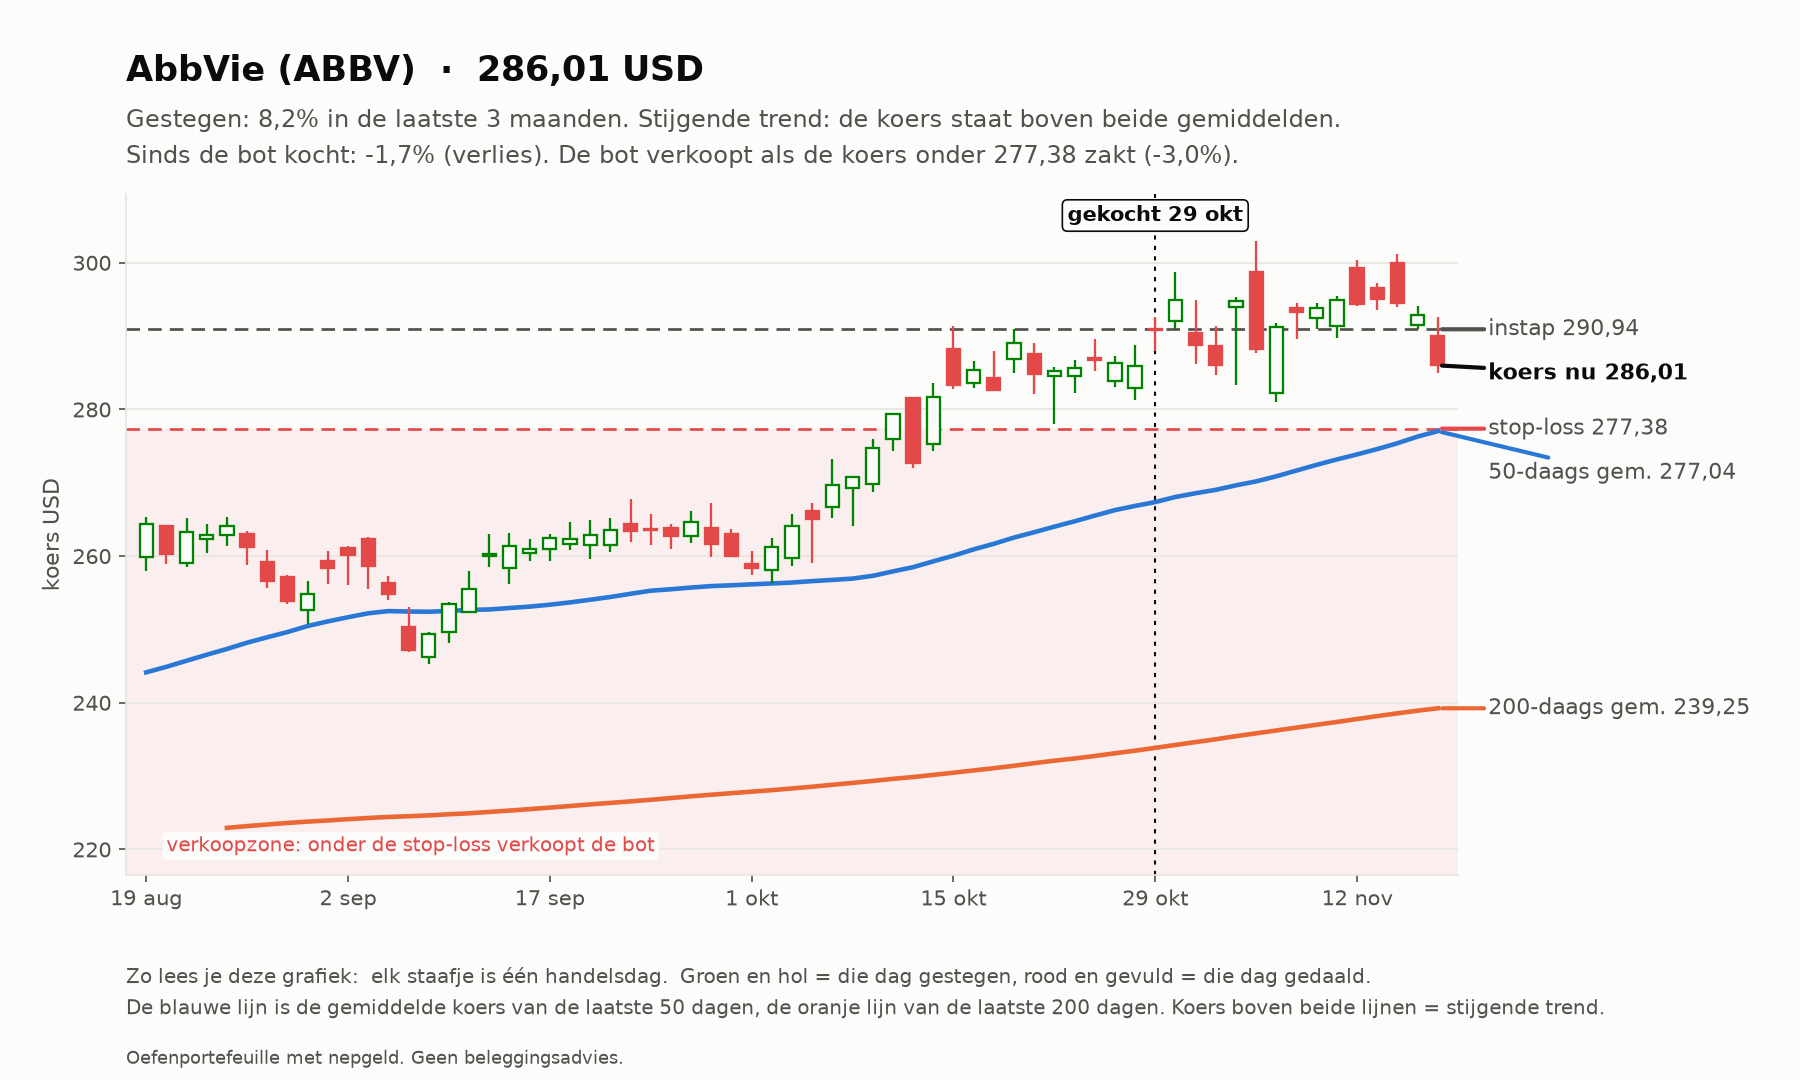 AbbVie (ABBV)  ·  286,01 USD
Gestegen: 8,2% in de laatste 3 maanden. Stijgende trend: de koers staat boven beide gemiddelden.
Sinds de bot kocht: -1,7% (verlies). De bot verkoopt als de koers onder 277,38 zakt (-3,0%).
gekocht 29 okt
koers USD
300
280
260
240
220
instap 290,94
koers nu 286,01
stop-loss 277,38
50-daags gem. 277,04
200-daags gem. 239,25
verkoopzone: onder de stop-loss verkoopt de bot
19 aug
2 sep
17 sep
1 okt
15 okt
29 okt
12 nov
Zo lees je deze grafiek:  elk staafje is één handelsdag.  Groen en hol = die dag gestegen, rood en gevuld = die dag gedaald.
De blauwe lijn is de gemiddelde koers van de laatste 50 dagen, de oranje lijn van de laatste 200 dagen. Koers boven beide lijnen = stijgende trend.
Oefenportefeuille met nepgeld. Geen beleggingsadvies.